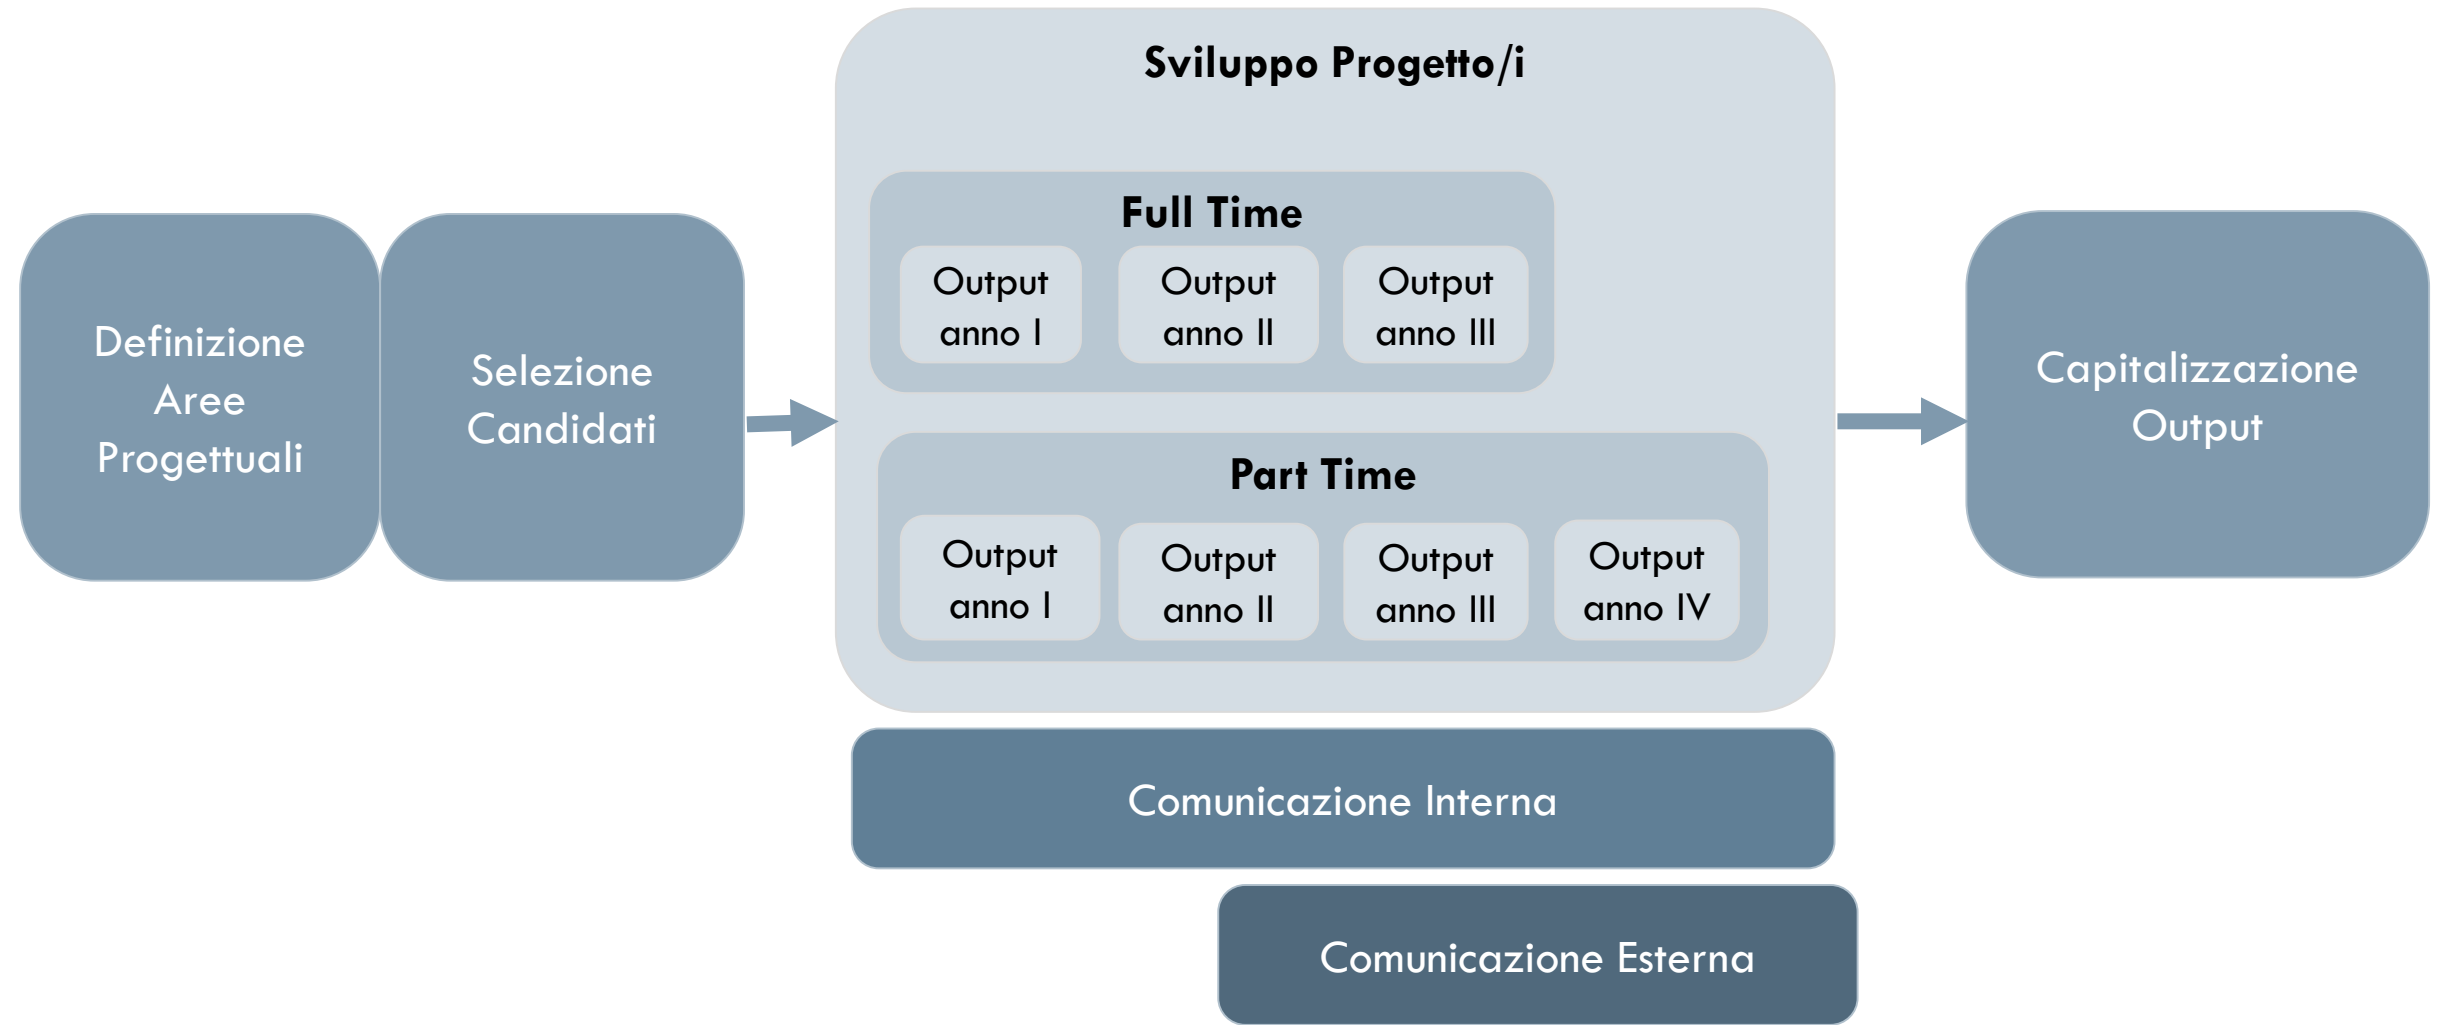 Sviluppo Progetto/i
Definizione
Aree
Progettuali
Selezione
Candidati
Full Time
Output
anno I
Output
anno II
Output
anno III
Part Time
Output
anno I
Output
anno II
Output
anno III
Output
anno IV
Capitalizzazione
Output
Comunicazione Interna
Comunicazione Esterna